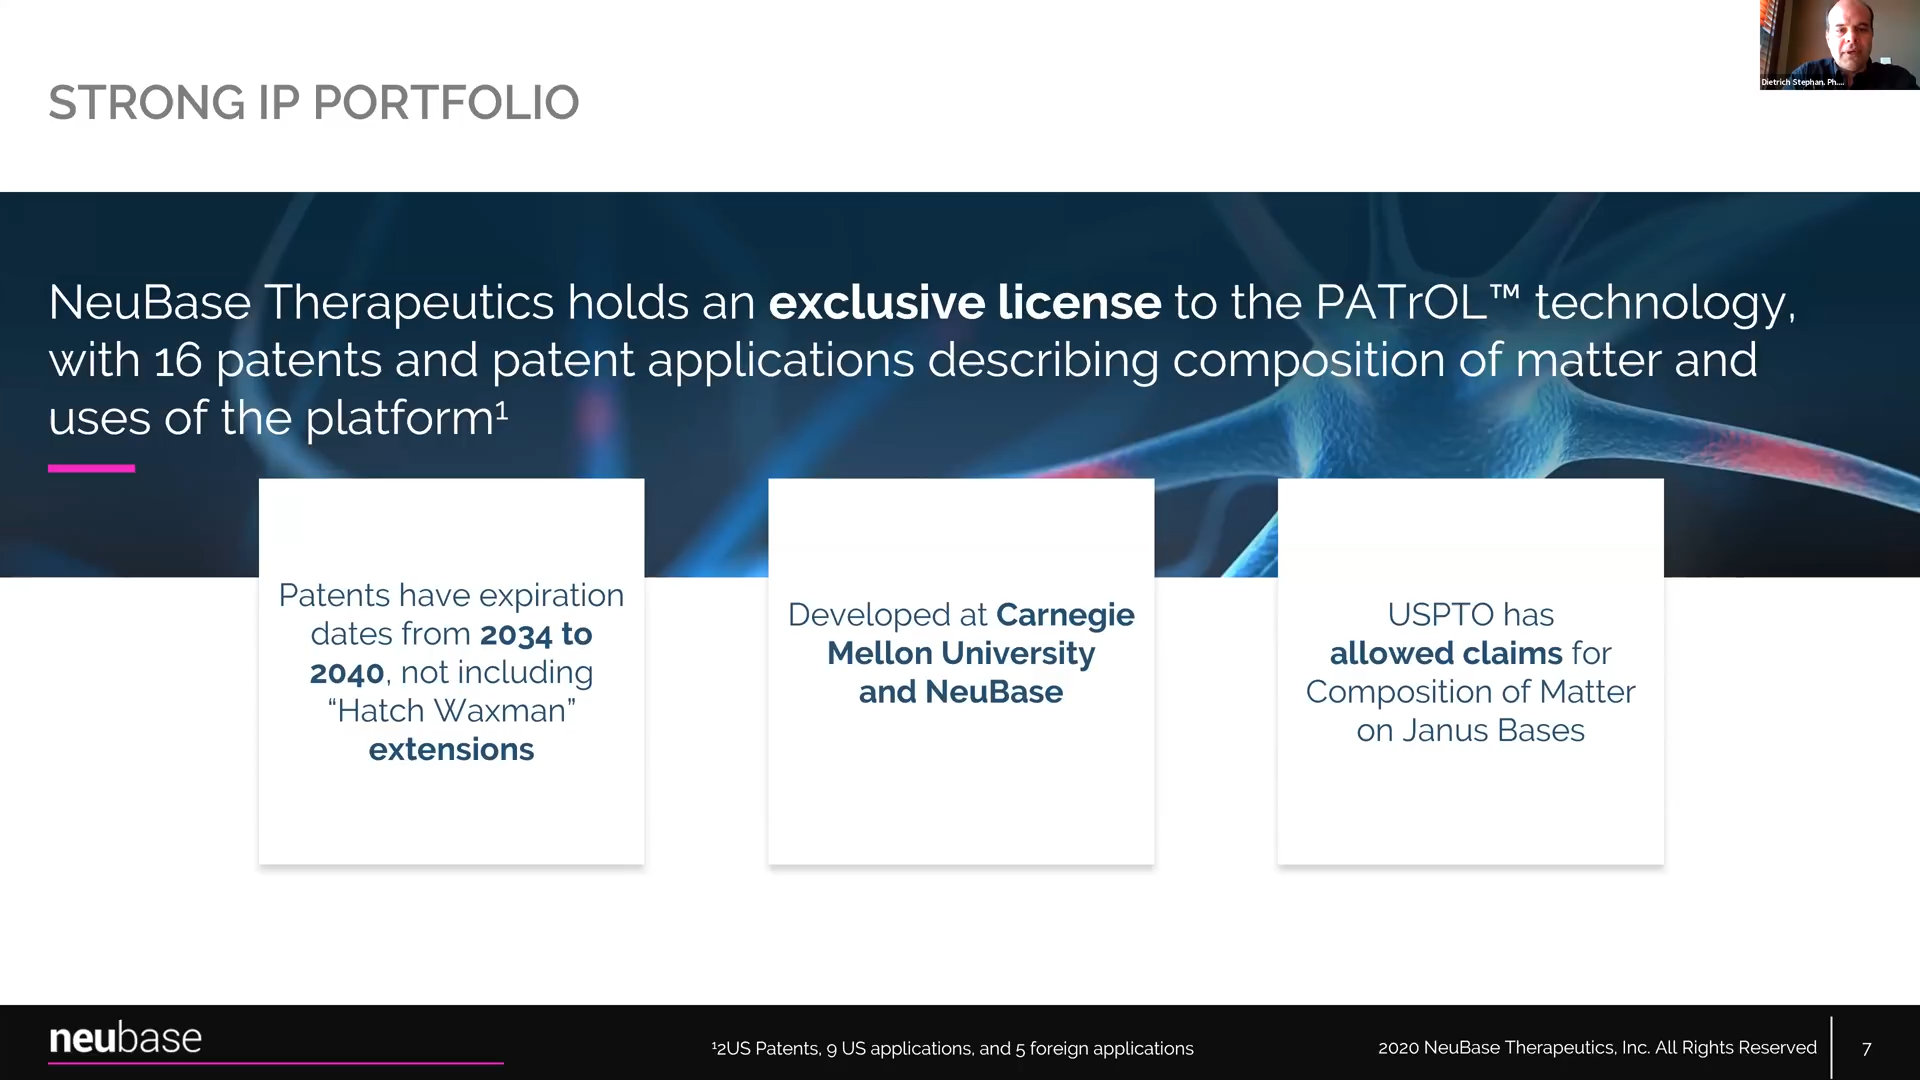 Dietrich Stephan, Ph....
STRONG IP PORTFOLIO
NeuBase Therapeutics holds an exclusive license to the PATrOL™ technology,
with 16 patents and patent applications describing composition of matter and
uses of the platform¹
Patents have expiration
dates from 2034 to
2040, not including
“Hatch Waxman”
extensions
Developed at Carnegie
Mellon University
and NeuBase
USPTO has
allowed claims for
Composition of Matter
on Janus Bases
neubase
¹2US Patents, 9 US applications, and 5 foreign applications
2020 NeuBase Therapeutics, Inc. All Rights Reserved
7